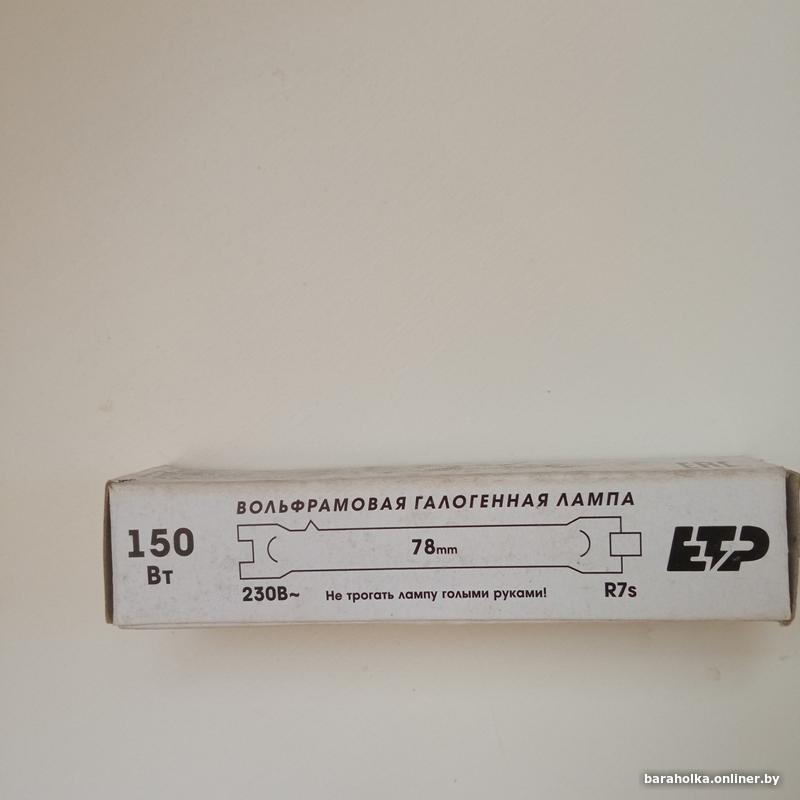 ВОЛЬФРАМОВАЯ ГАЛОГЕННАЯ ЛАМПА
150
Вт
78mm
ETP
230В~
Не трогать лампу голыми руками!
R7s
baraholka.onliner.by